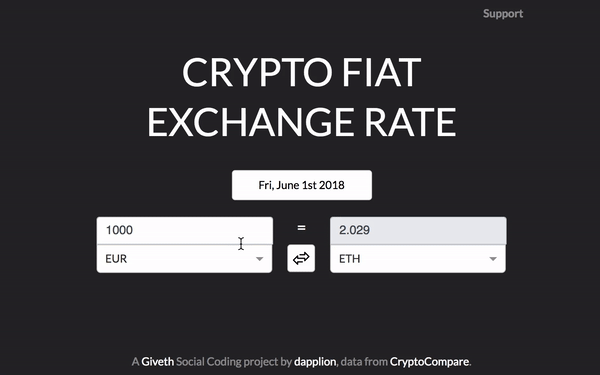 Support
CRYPTO FIAT
EXCHANGE RATE
Fri, June 1st 2018
1000 = 2.029
EUR ETH
A Giveth Social Coding project by dapplion, data from CryptoCompare.